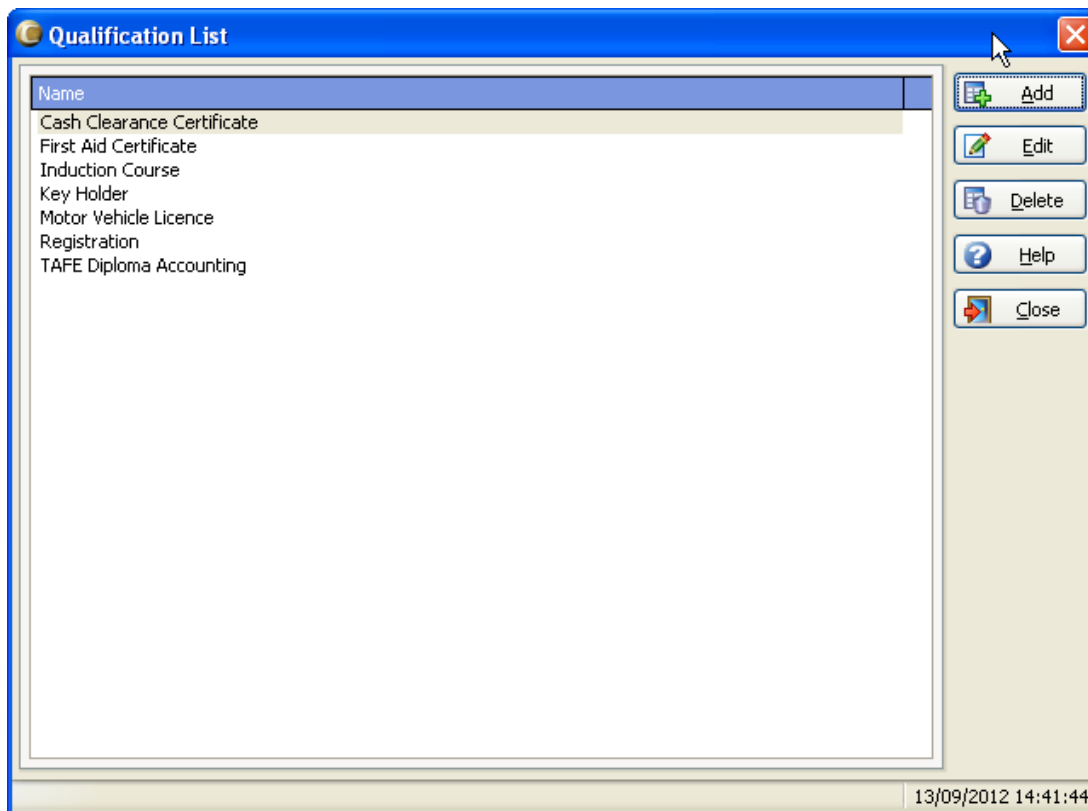 Qualification List
Name
Cash Clearance Certificate
First Aid Certificate
Induction Course
Key Holder
Motor Vehicle Licence
Registration
TAFE Diploma Accounting
Add
Edit
Delete
Help
Close
13/09/2012 14:41:44